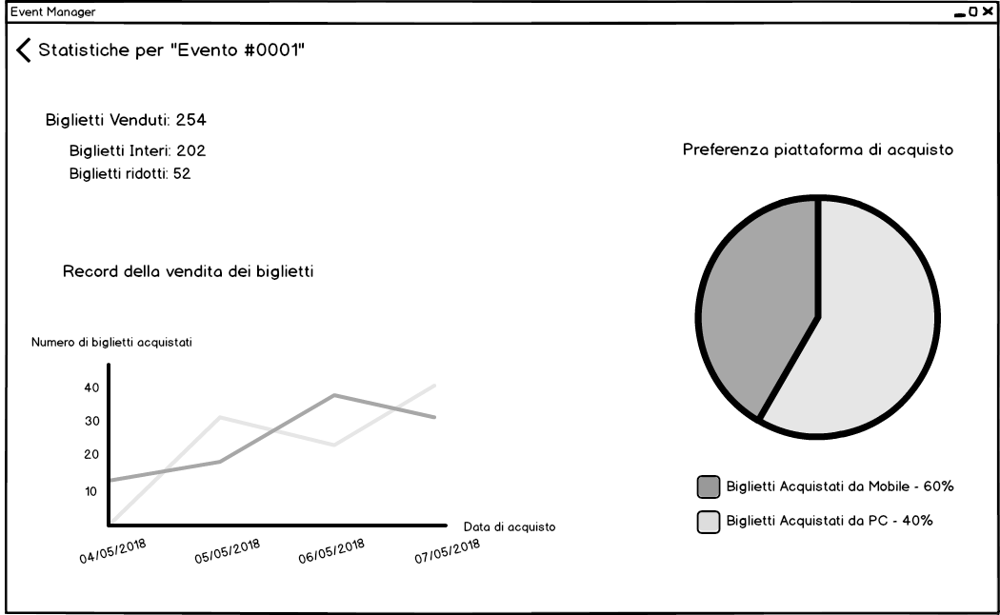 Event Manager
Statistiche per "Evento #0001"
Biglietti Venduti: 254
Biglietti Interi: 202
Biglietti ridotti: 52
Preferenza piattaforma di acquisto
Record della vendita dei biglietti
Numero di biglietti acquistati
40
30
20
10
Data di acquisto
04/05/2018
05/05/2018
06/05/2018
07/05/2018
Biglietti Acquistati da Mobile - 60%
Biglietti Acquistati da PC - 40%